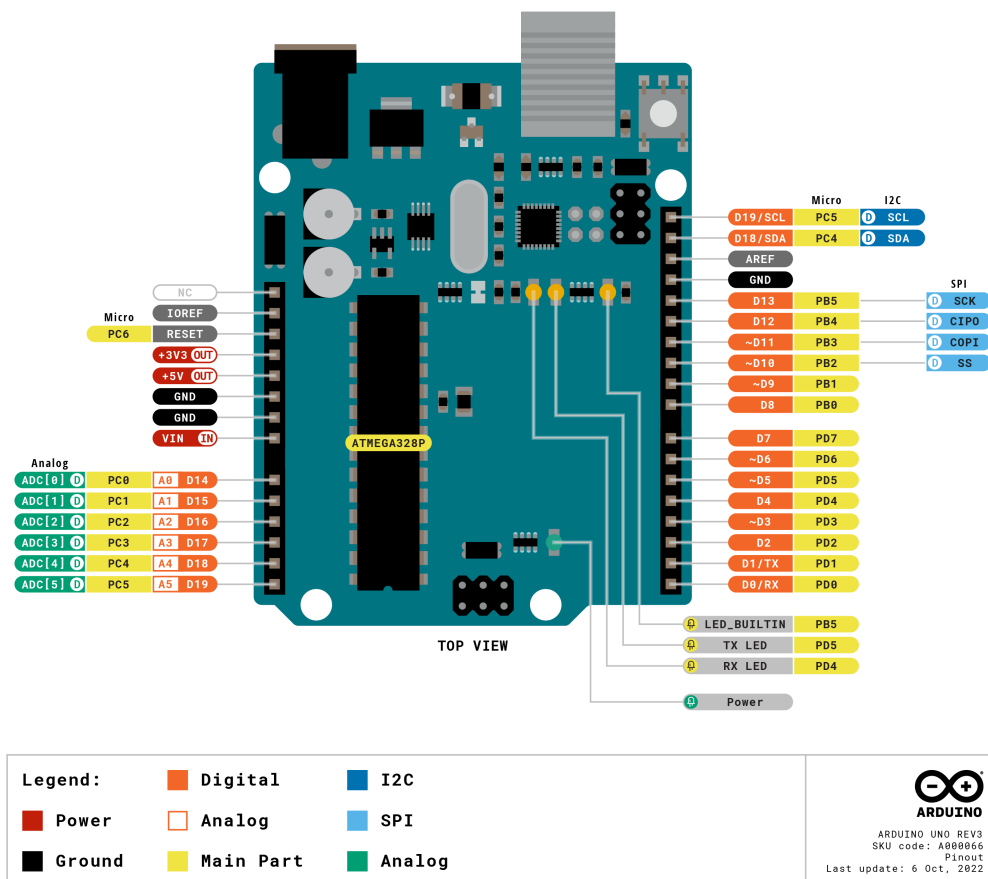 Micro I2C
D19/SCL PC5 D SCL
D18/SDA PC4 D SDA
AREF
GND
SPI
D13 PB5 D SCK
D12 PB4 D CIPO
~D11 PB3 D COPI
~D10 PB2 D SS
~D9 PB1
D8 PB0
D7 PD7
~D6 PD6
~D5 PD5
D4 PD4
~D3 PD3
D2 PD2
D1/TX PD1
D0/RX PD0
NC
IOREF
Micro
PC6 RESET
+3V3 OUT
+5V OUT
GND
GND
VIN IN
Analog
ADC[0] D PC0 A0 D14
ADC[1] D PC1 A1 D15
ADC[2] D PC2 A2 D16
ADC[3] D PC3 A3 D17
ADC[4] D PC4 A4 D18
ADC[5] D PC5 A5 D19
ATMEGA328P
LED_BUILTIN PB5
TX LED PD5
RX LED PD4
Power
TOP VIEW
Legend:
Power
Ground
Digital
Analog
Main Part
I2C
SPI
Analog
ARDUINO
ARDUINO UNO REV3
SKU code: A000066
Pinout
Last update: 6 Oct, 2022